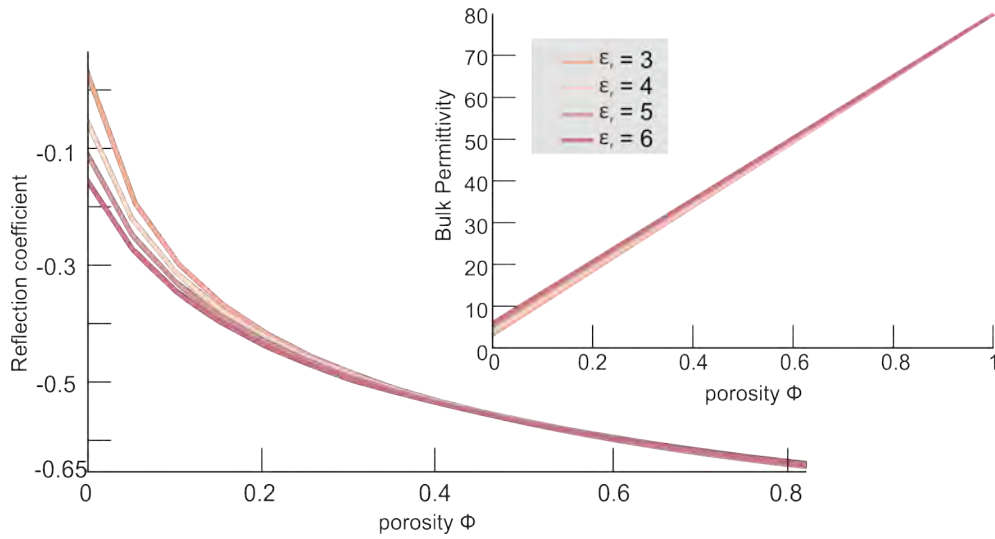 80
70
60
50
40
30
20
10
0
Bulk Permittivity
εr = 3
εr = 4
εr = 5
εr = 6
0 0.2 0.4 0.6 0.8 1
porosity Φ
Reflection coefficient
-0.1
-0.3
-0.5
-0.65
0 0.2 0.4 0.6 0.8
porosity Φ